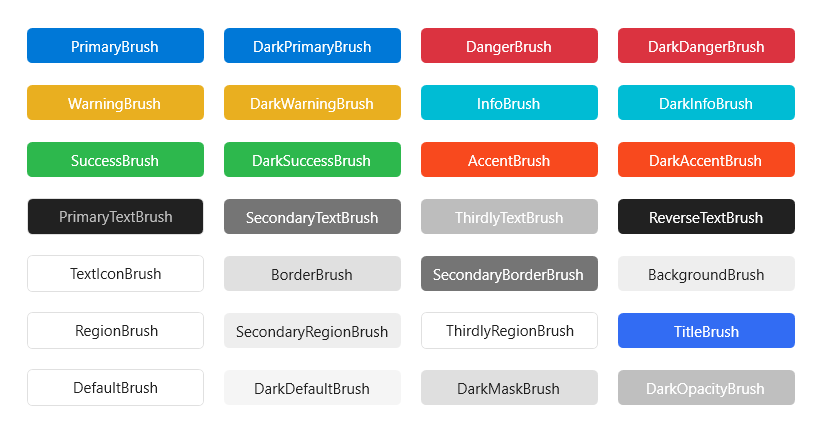 PrimaryBrush
DarkPrimaryBrush
DangerBrush
DarkDangerBrush
WarningBrush
DarkWarningBrush
InfoBrush
DarkInfoBrush
SuccessBrush
DarkSuccessBrush
AccentBrush
DarkAccentBrush
PrimaryTextBrush
SecondaryTextBrush
ThirdlyTextBrush
ReverseTextBrush
TextIconBrush
BorderBrush
SecondaryBorderBrush
BackgroundBrush
RegionBrush
SecondaryRegionBrush
ThirdlyRegionBrush
TitleBrush
DefaultBrush
DarkDefaultBrush
DarkMaskBrush
DarkOpacityBrush